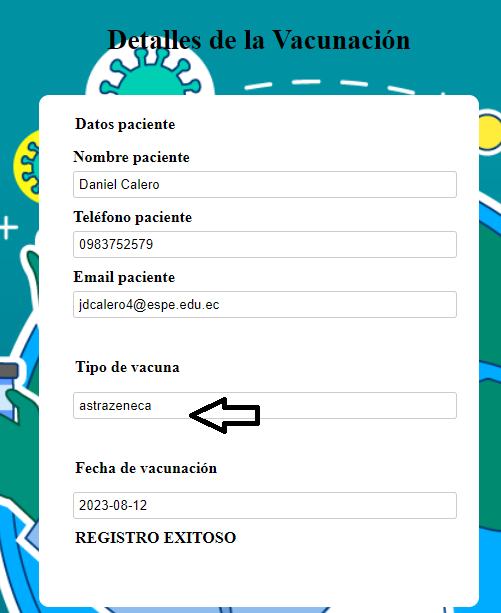 Detalles de la Vacunación
Datos paciente
Nombre paciente
Daniel Calero
Teléfono paciente
0983752579
Email paciente
jdcalero4@espe.edu.ec
Tipo de vacuna
astrazeneca
Fecha de vacunación
2023-08-12
REGISTRO EXITOSO